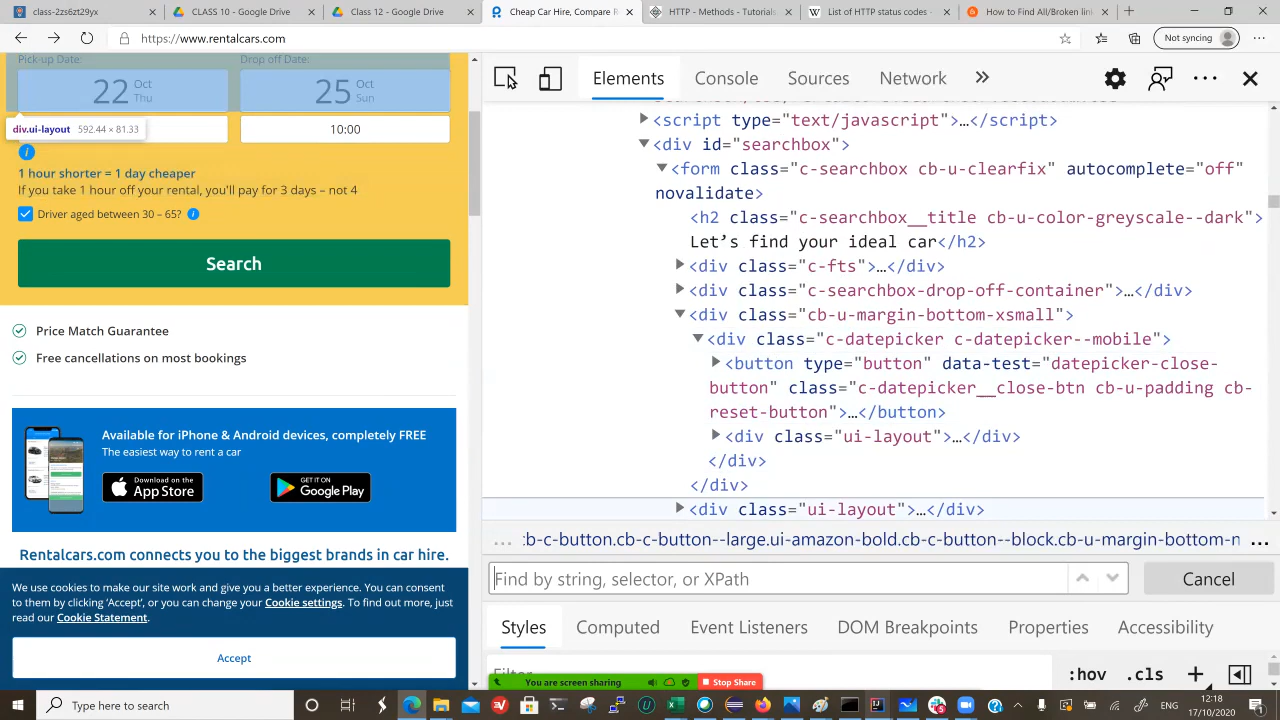 class-2zs6zt29zu
CLASS 10 - Google Drive
Class 12 - Google Drive
Cheap Car Hire, Compare
HTTP - Methods - Tutorials
List of HTTP status codes -
How to Find All/Broken link
https://www.rentalcars.com
Not syncing
Pick-up Date:
Drop off Date:
22 Oct Thu
25 Oct Sun
div.ui-layout 592.44 × 81.33
10:00
1 hour shorter = 1 day cheaper
If you take 1 hour off your rental, you'll pay for 3 days – not 4
Driver aged between 30 – 65?
Search
Price Match Guarantee
Free cancellations on most bookings
Available for iPhone & Android devices, completely FREE
The easiest way to rent a car
Download on the App Store
GET IT ON Google Play
Rentalcars.com connects you to the biggest brands in car hire.
We use cookies to make our site work and give you a better experience. You can consent
to them by clicking 'Accept', or you can change your Cookie settings. To find out more, just
read our Cookie Statement.
Accept
Elements Console Sources Network
<script type="text/javascript">…</script>
<div id="searchbox">
<form class="c-searchbox cb-u-clearfix" autocomplete="off"
novalidate>
<h2 class="c-searchbox__title cb-u-color-greyscale--dark">
Let's find your ideal car</h2>
<div class="c-fts">…</div>
<div class="c-searchbox-drop-off-container">…</div>
<div class="cb-u-margin-bottom-xsmall">
<div class="c-datepicker c-datepicker--mobile">
<button type="button" data-test="datepicker-close-
button" class="c-datepicker__close-btn cb-u-padding cb-
reset-button">…</button>
<div class="ui-layout">…</div>
</div>
</div>
<div class="ui-layout">…</div>
… :b-c-button.cb-c-button--large.ui-amazon-bold.cb-c-button--block.cb-u-margin-bottom-n …
Find by string, selector, or XPath
Cancel
Styles Computed Event Listeners DOM Breakpoints Properties Accessibility
Filter
:hov .cls +
You are screen sharing
Stop Share
Type here to search
12:18
17/10/2020